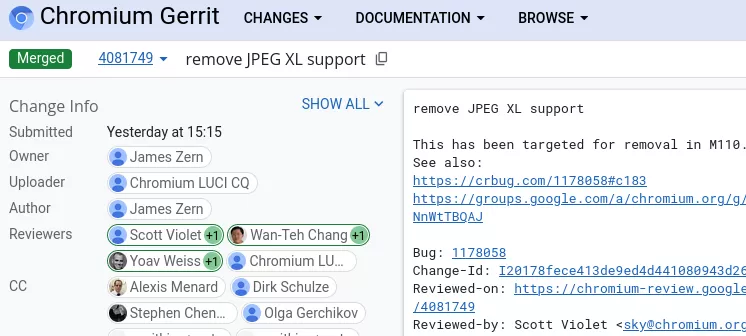 Chromium Gerrit CHANGES DOCUMENTATION BROWSE
Merged 4081749 remove JPEG XL support
Change Info SHOW ALL
Submitted Yesterday at 15:15
Owner James Zern
Uploader Chromium LUCI CQ
Author James Zern
Reviewers Scott Violet +1 Wan-Teh Chang +1
Yoav Weiss +1 Chromium LU...
CC Alexis Menard Dirk Schulze
Stephen Chen... Olga Gerchikov
remove JPEG XL support
This has been targeted for removal in M110.
See also:
https://crbug.com/1178058#c183
https://groups.google.com/a/chromium.org/g/
NnWtTBQAJ
Bug: 1178058
Change-Id: I20178fece413de9ed4d441080943d26
Reviewed-on: https://chromium-review.google
/4081749
Reviewed-by: Scott Violet <sky@chromium.org